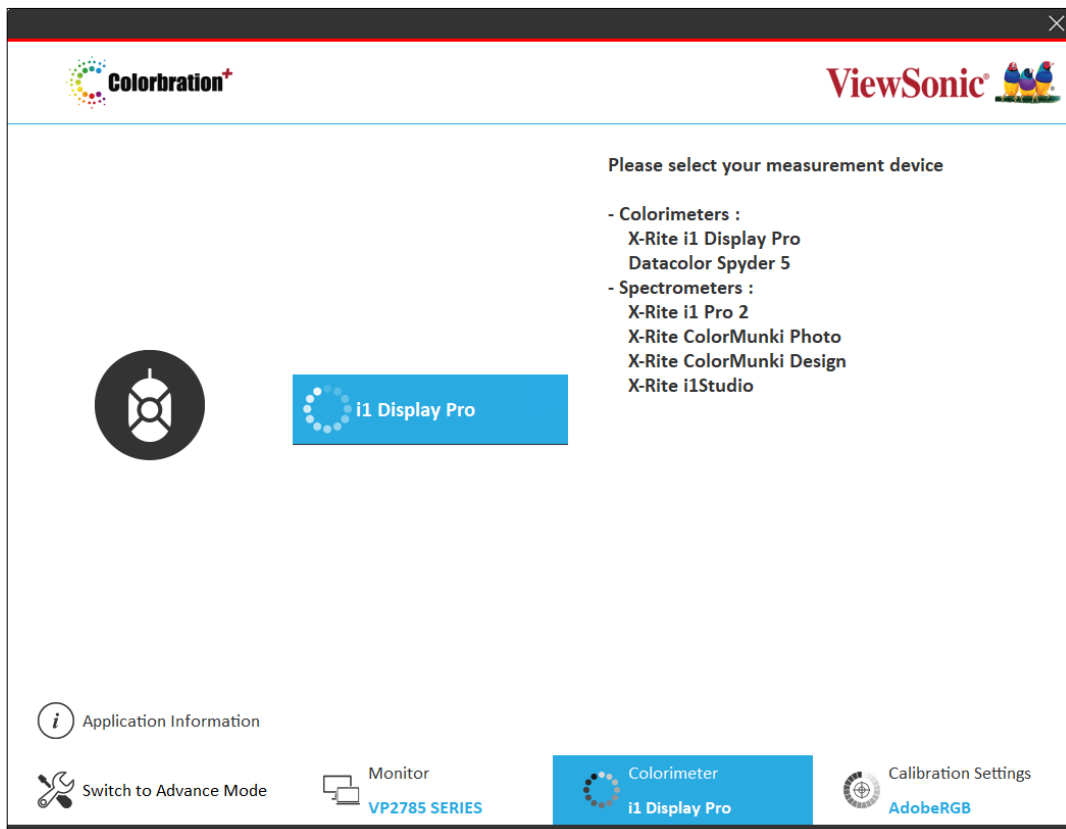 Colorbration+
ViewSonic®
Please select your measurement device
- Colorimeters :
X-Rite i1 Display Pro
Datacolor Spyder 5
- Spectrometers :
X-Rite i1 Pro 2
X-Rite ColorMunki Photo
X-Rite ColorMunki Design
X-Rite i1Studio
i1 Display Pro
i Application Information
Switch to Advance Mode
Monitor
VP2785 SERIES
Colorimeter
i1 Display Pro
Calibration Settings
AdobeRGB